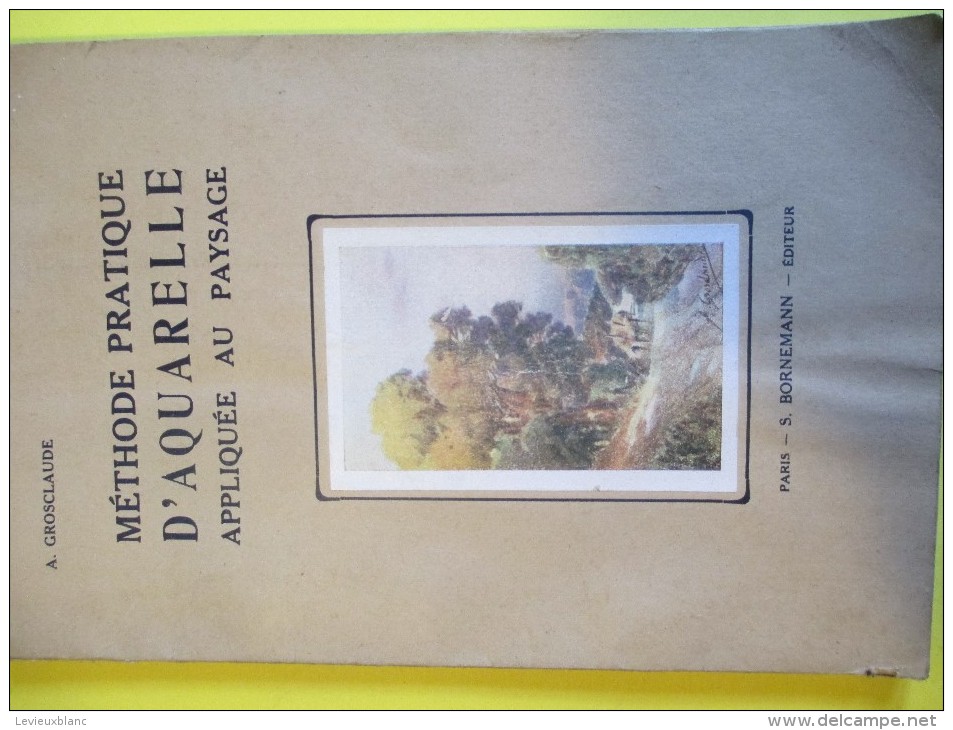 A. GROSCLAUDE
MÉTHODE PRATIQUE
D'AQUARELLE
APPLIQUÉE AU PAYSAGE
PARIS — S. BORNEMANN — ÉDITEUR
Levieuxblanc
www.delcampe.net